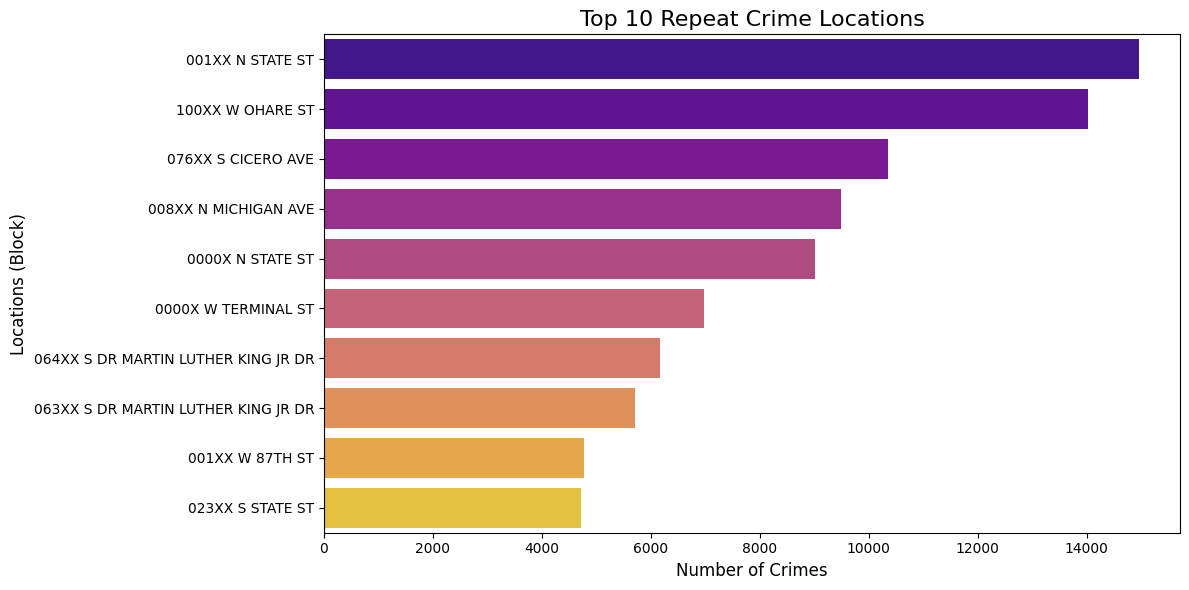 Top 10 Repeat Crime Locations
001XX N STATE ST
100XX W OHARE ST
076XX S CICERO AVE
008XX N MICHIGAN AVE
0000X N STATE ST
0000X W TERMINAL ST
064XX S DR MARTIN LUTHER KING JR DR
063XX S DR MARTIN LUTHER KING JR DR
001XX W 87TH ST
023XX S STATE ST
Locations (Block)
0 2000 4000 6000 8000 10000 12000 14000
Number of Crimes